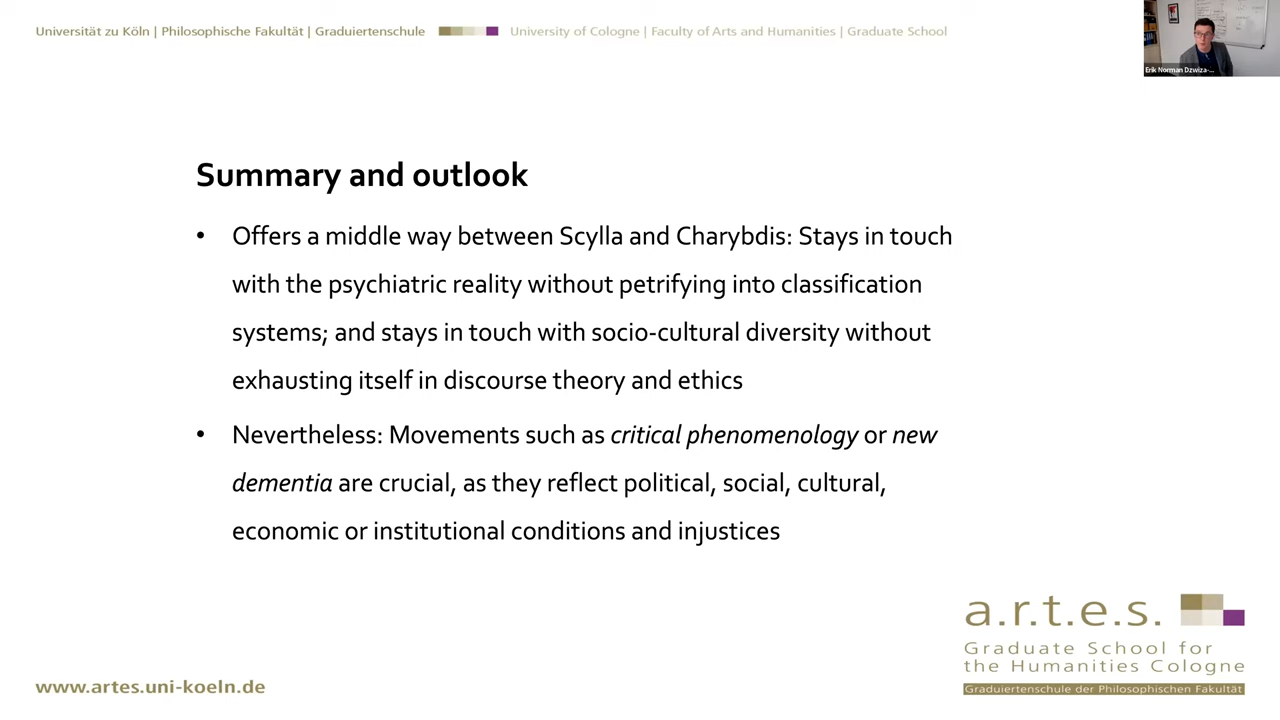 Universität zu Köln | Philosophische Fakultät | Graduiertenschule
University of Cologne | Faculty of Arts and Humanities | Graduate School
Erik Norman Dzwiza-...
Summary and outlook
• Offers a middle way between Scylla and Charybdis: Stays in touch
with the psychiatric reality without petrifying into classification
systems; and stays in touch with socio-cultural diversity without
exhausting itself in discourse theory and ethics
• Nevertheless: Movements such as critical phenomenology or new
dementia are crucial, as they reflect political, social, cultural,
economic or institutional conditions and injustices
a.r.t.e.s.
Graduate School for
the Humanities Cologne
Graduiertenschule der Philosophischen Fakultät
www.artes.uni-koeln.de